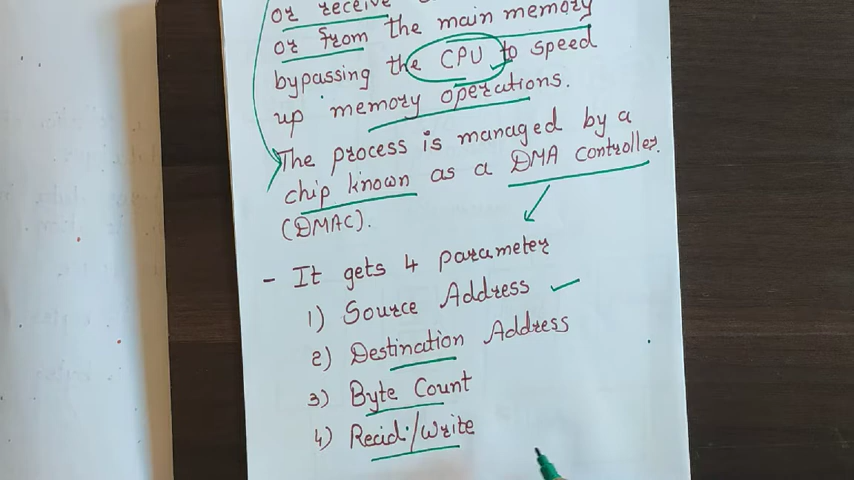 or receive
or from the main memory
bypassing the CPU to speed
up memory operations.
The process is managed by a
chip known as a DMA controller.
(DMAC).
- It gets 4 parameter
1) Source Address
2) Destination Address
3) Byte Count
4) Read/Write